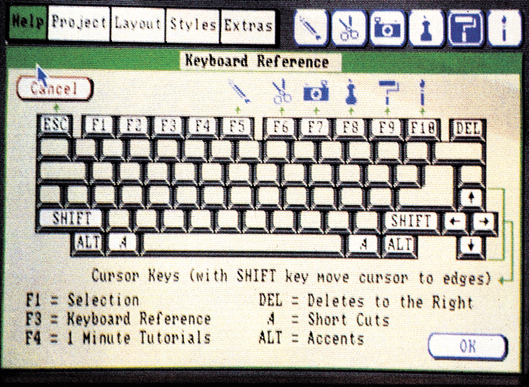 Help Project Layout Styles Extras
Keyboard Reference
Cancel
ESC F1 F2 F3 F4 F5 F6 F7 F8 F9 F10 DEL
SHIFT SHIFT
ALT A A ALT
Cursor Keys (with SHIFT key move cursor to edges)
F1 = Selection
F3 = Keyboard Reference
F4 = 1 Minute Tutorials
DEL = Deletes to the Right
A = Short Cuts
ALT = Accents
OK